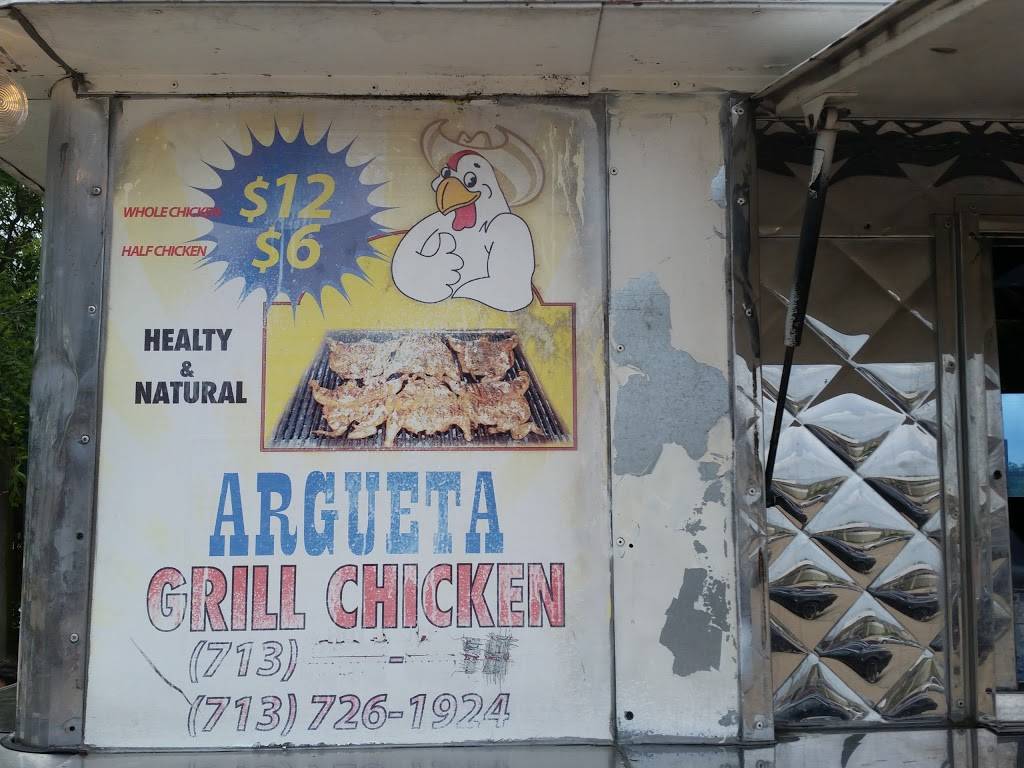 $12
WHOLE CHICKEN
$6
HALF CHICKEN
HEALTY
&
NATURAL
ARGUETA
GRILL CHICKEN
(713) -
(713) 726-1924